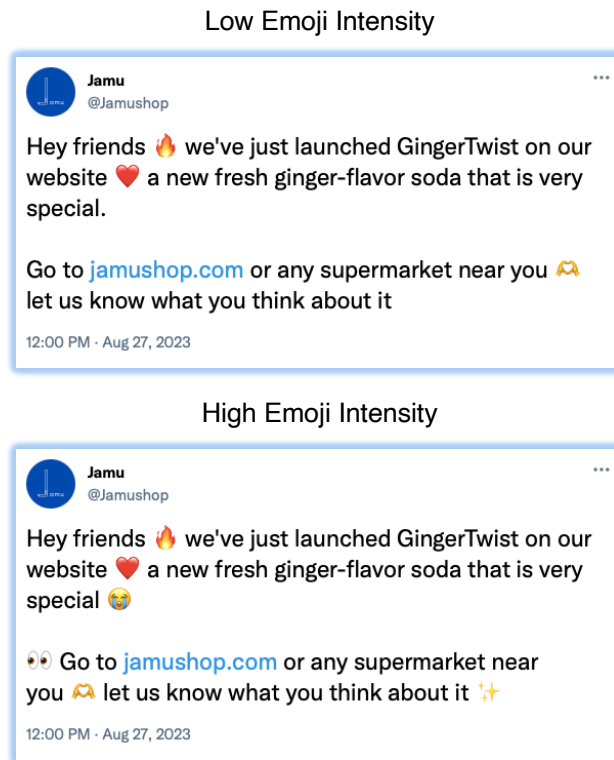 Low Emoji Intensity
Jamu
@Jamushop
Hey friends 🔥 we've just launched GingerTwist on our
website ❤️ a new fresh ginger-flavor soda that is very
special.
Go to jamushop.com or any supermarket near you 🫶
let us know what you think about it
12:00 PM · Aug 27, 2023
High Emoji Intensity
Jamu
@Jamushop
Hey friends 🔥 we've just launched GingerTwist on our
website ❤️ a new fresh ginger-flavor soda that is very
special 😭
👀 Go to jamushop.com or any supermarket near
you 🫶 let us know what you think about it ✨
12:00 PM · Aug 27, 2023